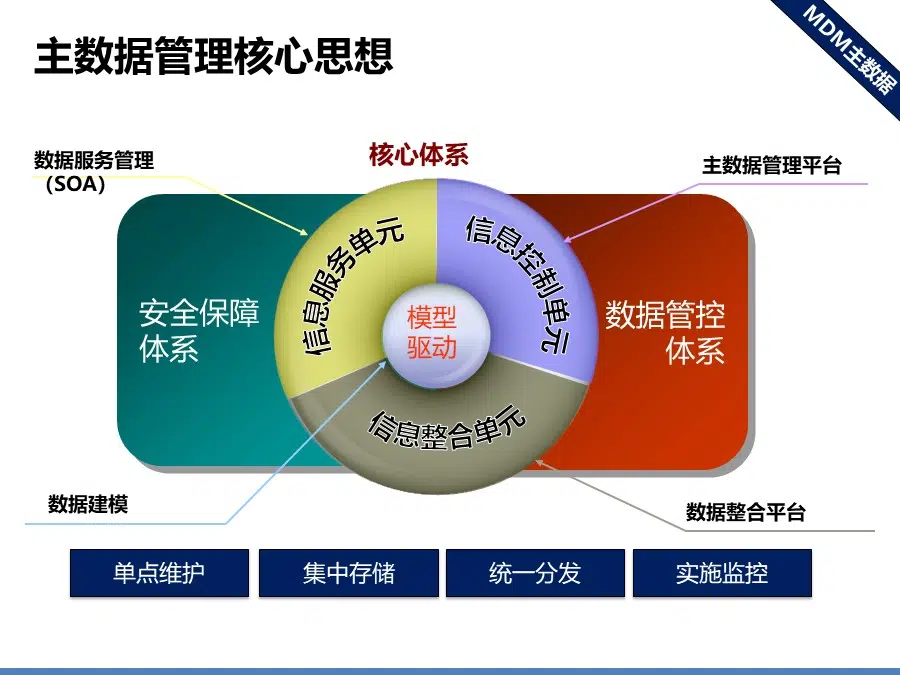 主数据管理核心思想
MDM主数据
数据服务管理
（SOA）
核心体系
主数据管理平台
信息服务单元
信息控制单元
安全保障
体系
模型
驱动
数据管控
体系
信息整合单元
数据建模
数据整合平台
单点维护
集中存储
统一分发
实施监控